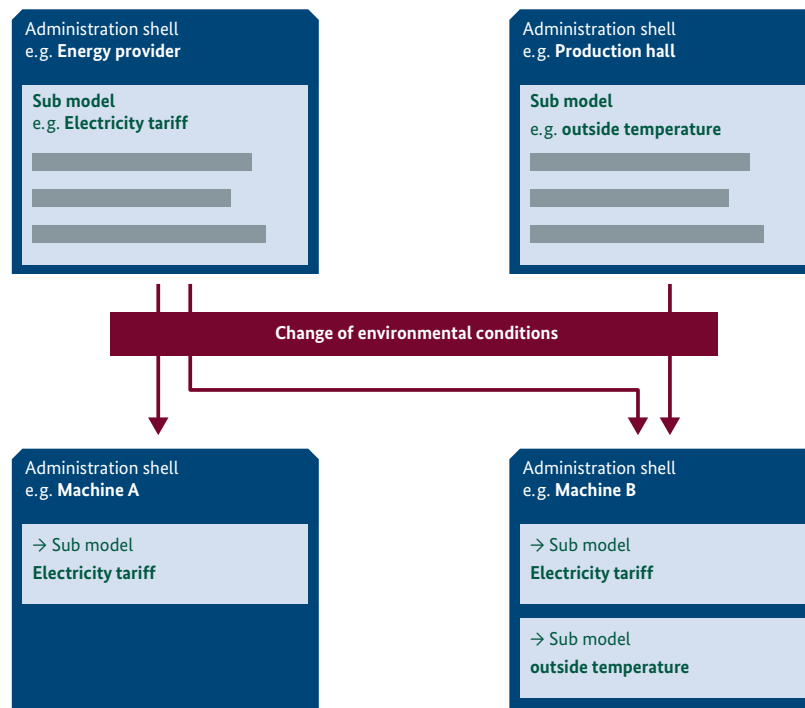 Administration shell
e.g. Energy provider
Sub model
e.g. Electricity tariff
Administration shell
e.g. Production hall
Sub model
e.g. outside temperature
Change of environmental conditions
Administration shell
e.g. Machine A
→ Sub model
Electricity tariff
Administration shell
e.g. Machine B
→ Sub model
Electricity tariff
→ Sub model
outside temperature